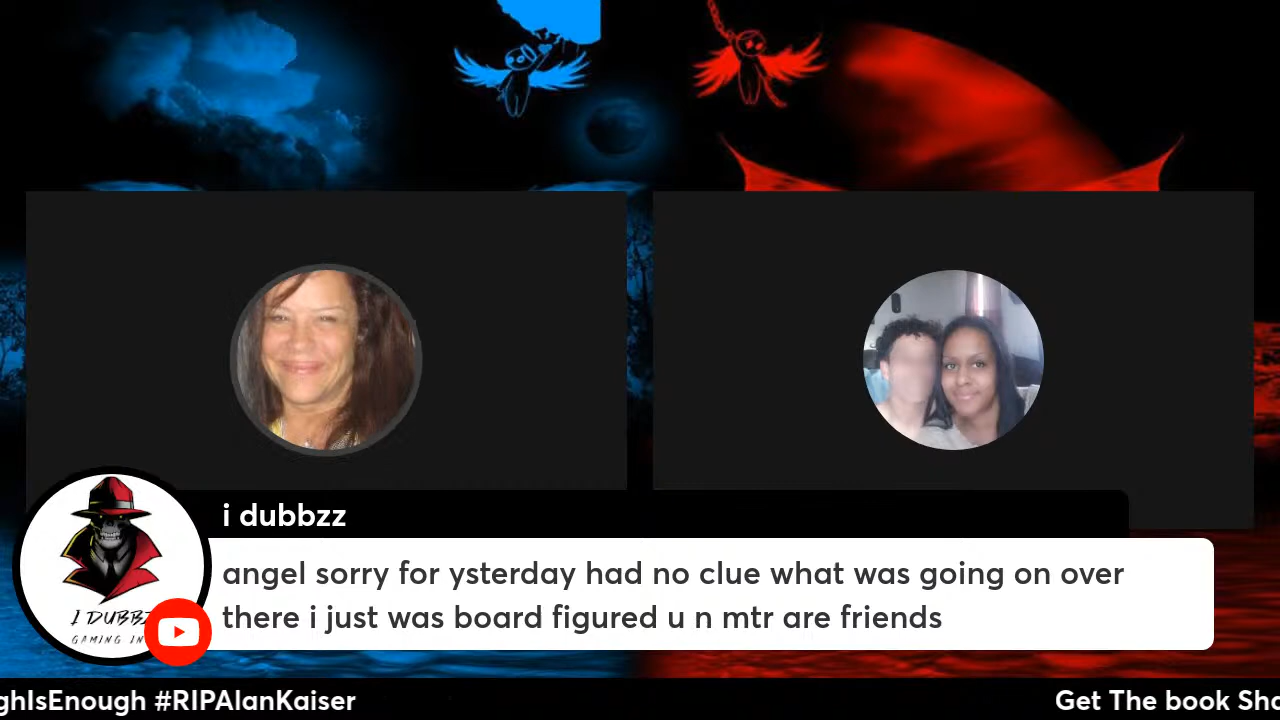 i dubbzz
angel sorry for ysterday had no clue what was going on over
there i just was board figured u n mtr are friends
I DUBBZ
GAMING IN
ghIsEnough #RIPAlanKaiser
Get The book Sho